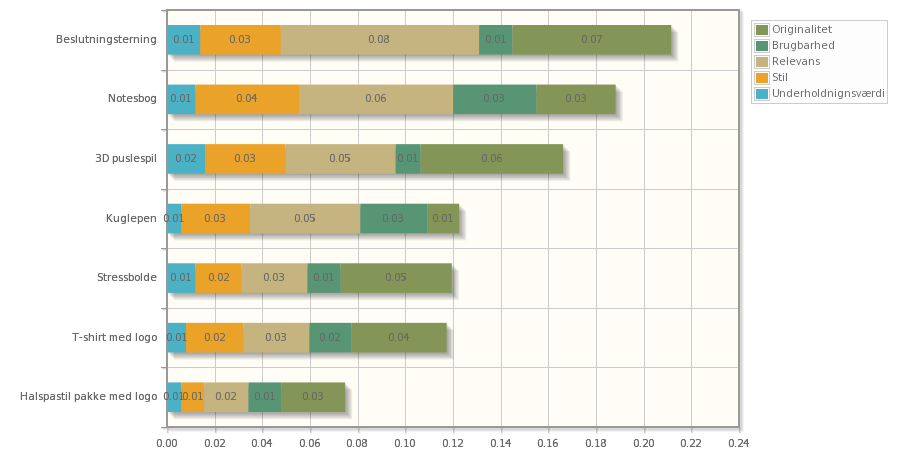 Beslutningsterning 0.01 0.03 0.08 0.01 0.07
Notesbog 0.01 0.04 0.06 0.03 0.03
3D puslespil 0.02 0.03 0.05 0.01 0.06
Kuglepen 0.01 0.03 0.05 0.03 0.01
Stressbolde 0.01 0.02 0.03 0.01 0.05
T-shirt med logo 0.01 0.02 0.03 0.02 0.04
Halspastil pakke med logo 0.01 0.01 0.02 0.01 0.03
0.00 0.02 0.04 0.06 0.08 0.10 0.12 0.14 0.16 0.18 0.20 0.22 0.24
Originalitet
Brugbarhed
Relevans
Stil
Underholdnignsværdi